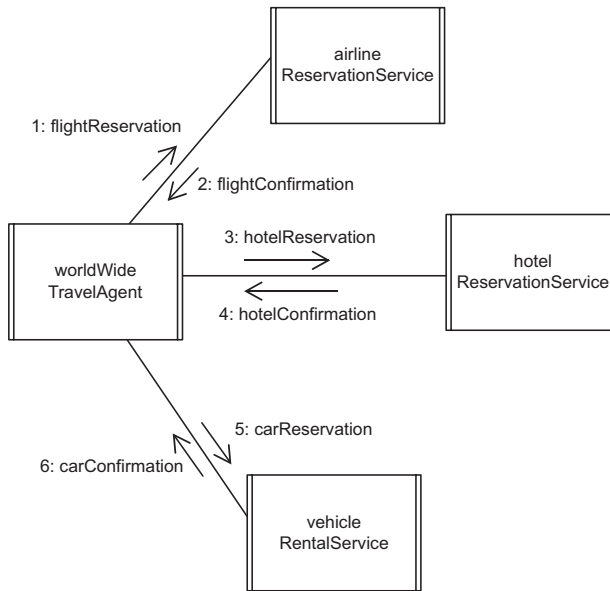 airline
ReservationService
1: flightReservation
2: flightConfirmation
3: hotelReservation
worldWide
TravelAgent
hotel
ReservationService
4: hotelConfirmation
5: carReservation
6: carConfirmation
vehicle
RentalService